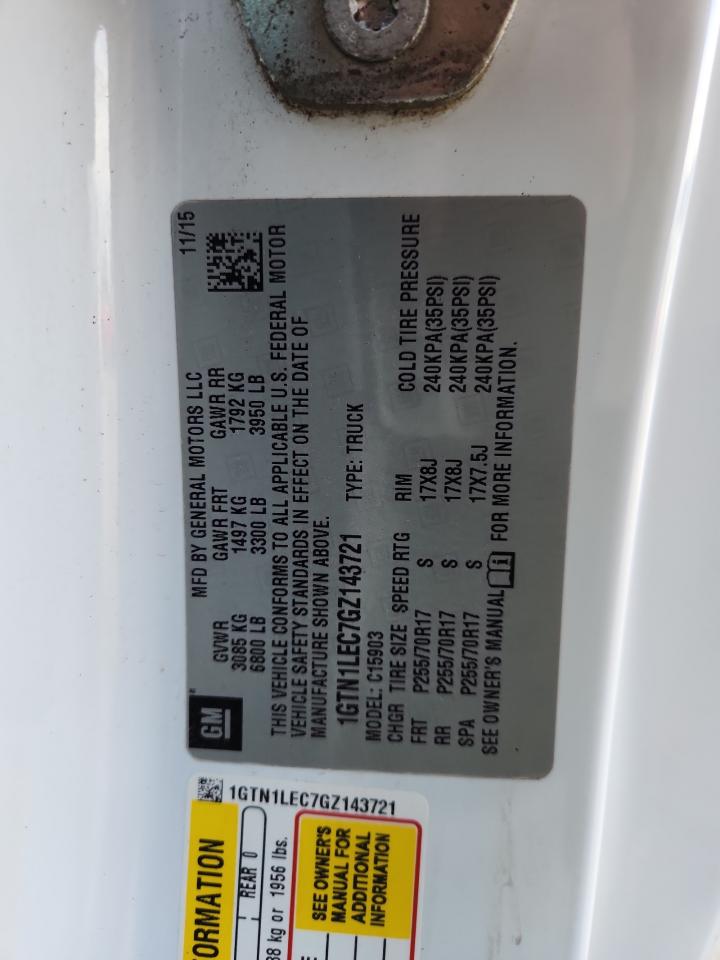 MFD BY GENERAL MOTORS LLC 11/15
GM
GVWR GAWR FRT GAWR RR
3085 KG 1497 KG 1792 KG
6800 LB 3300 LB 3950 LB
THIS VEHICLE CONFORMS TO ALL APPLICABLE U.S. FEDERAL MOTOR
VEHICLE SAFETY STANDARDS IN EFFECT ON THE DATE OF
MANUFACTURE SHOWN ABOVE.
1GTN1LEC7GZ143721 TYPE: TRUCK
MODEL: C15903
CHGR TIRE SIZE SPEED RTG RIM COLD TIRE PRESSURE
FRT P255/70R17 S 17X8J 240KPA(35PSI)
RR P255/70R17 S 17X8J 240KPA(35PSI)
SPA P255/70R17 S 17X7.5J 240KPA(35PSI)
SEE OWNER'S MANUAL FOR MORE INFORMATION.
1GTN1LEC7GZ143721
ORMATION
REAR 0
88 kg or 1956 lbs.
SEE OWNER'S
MANUAL FOR
ADDITIONAL
INFORMATION